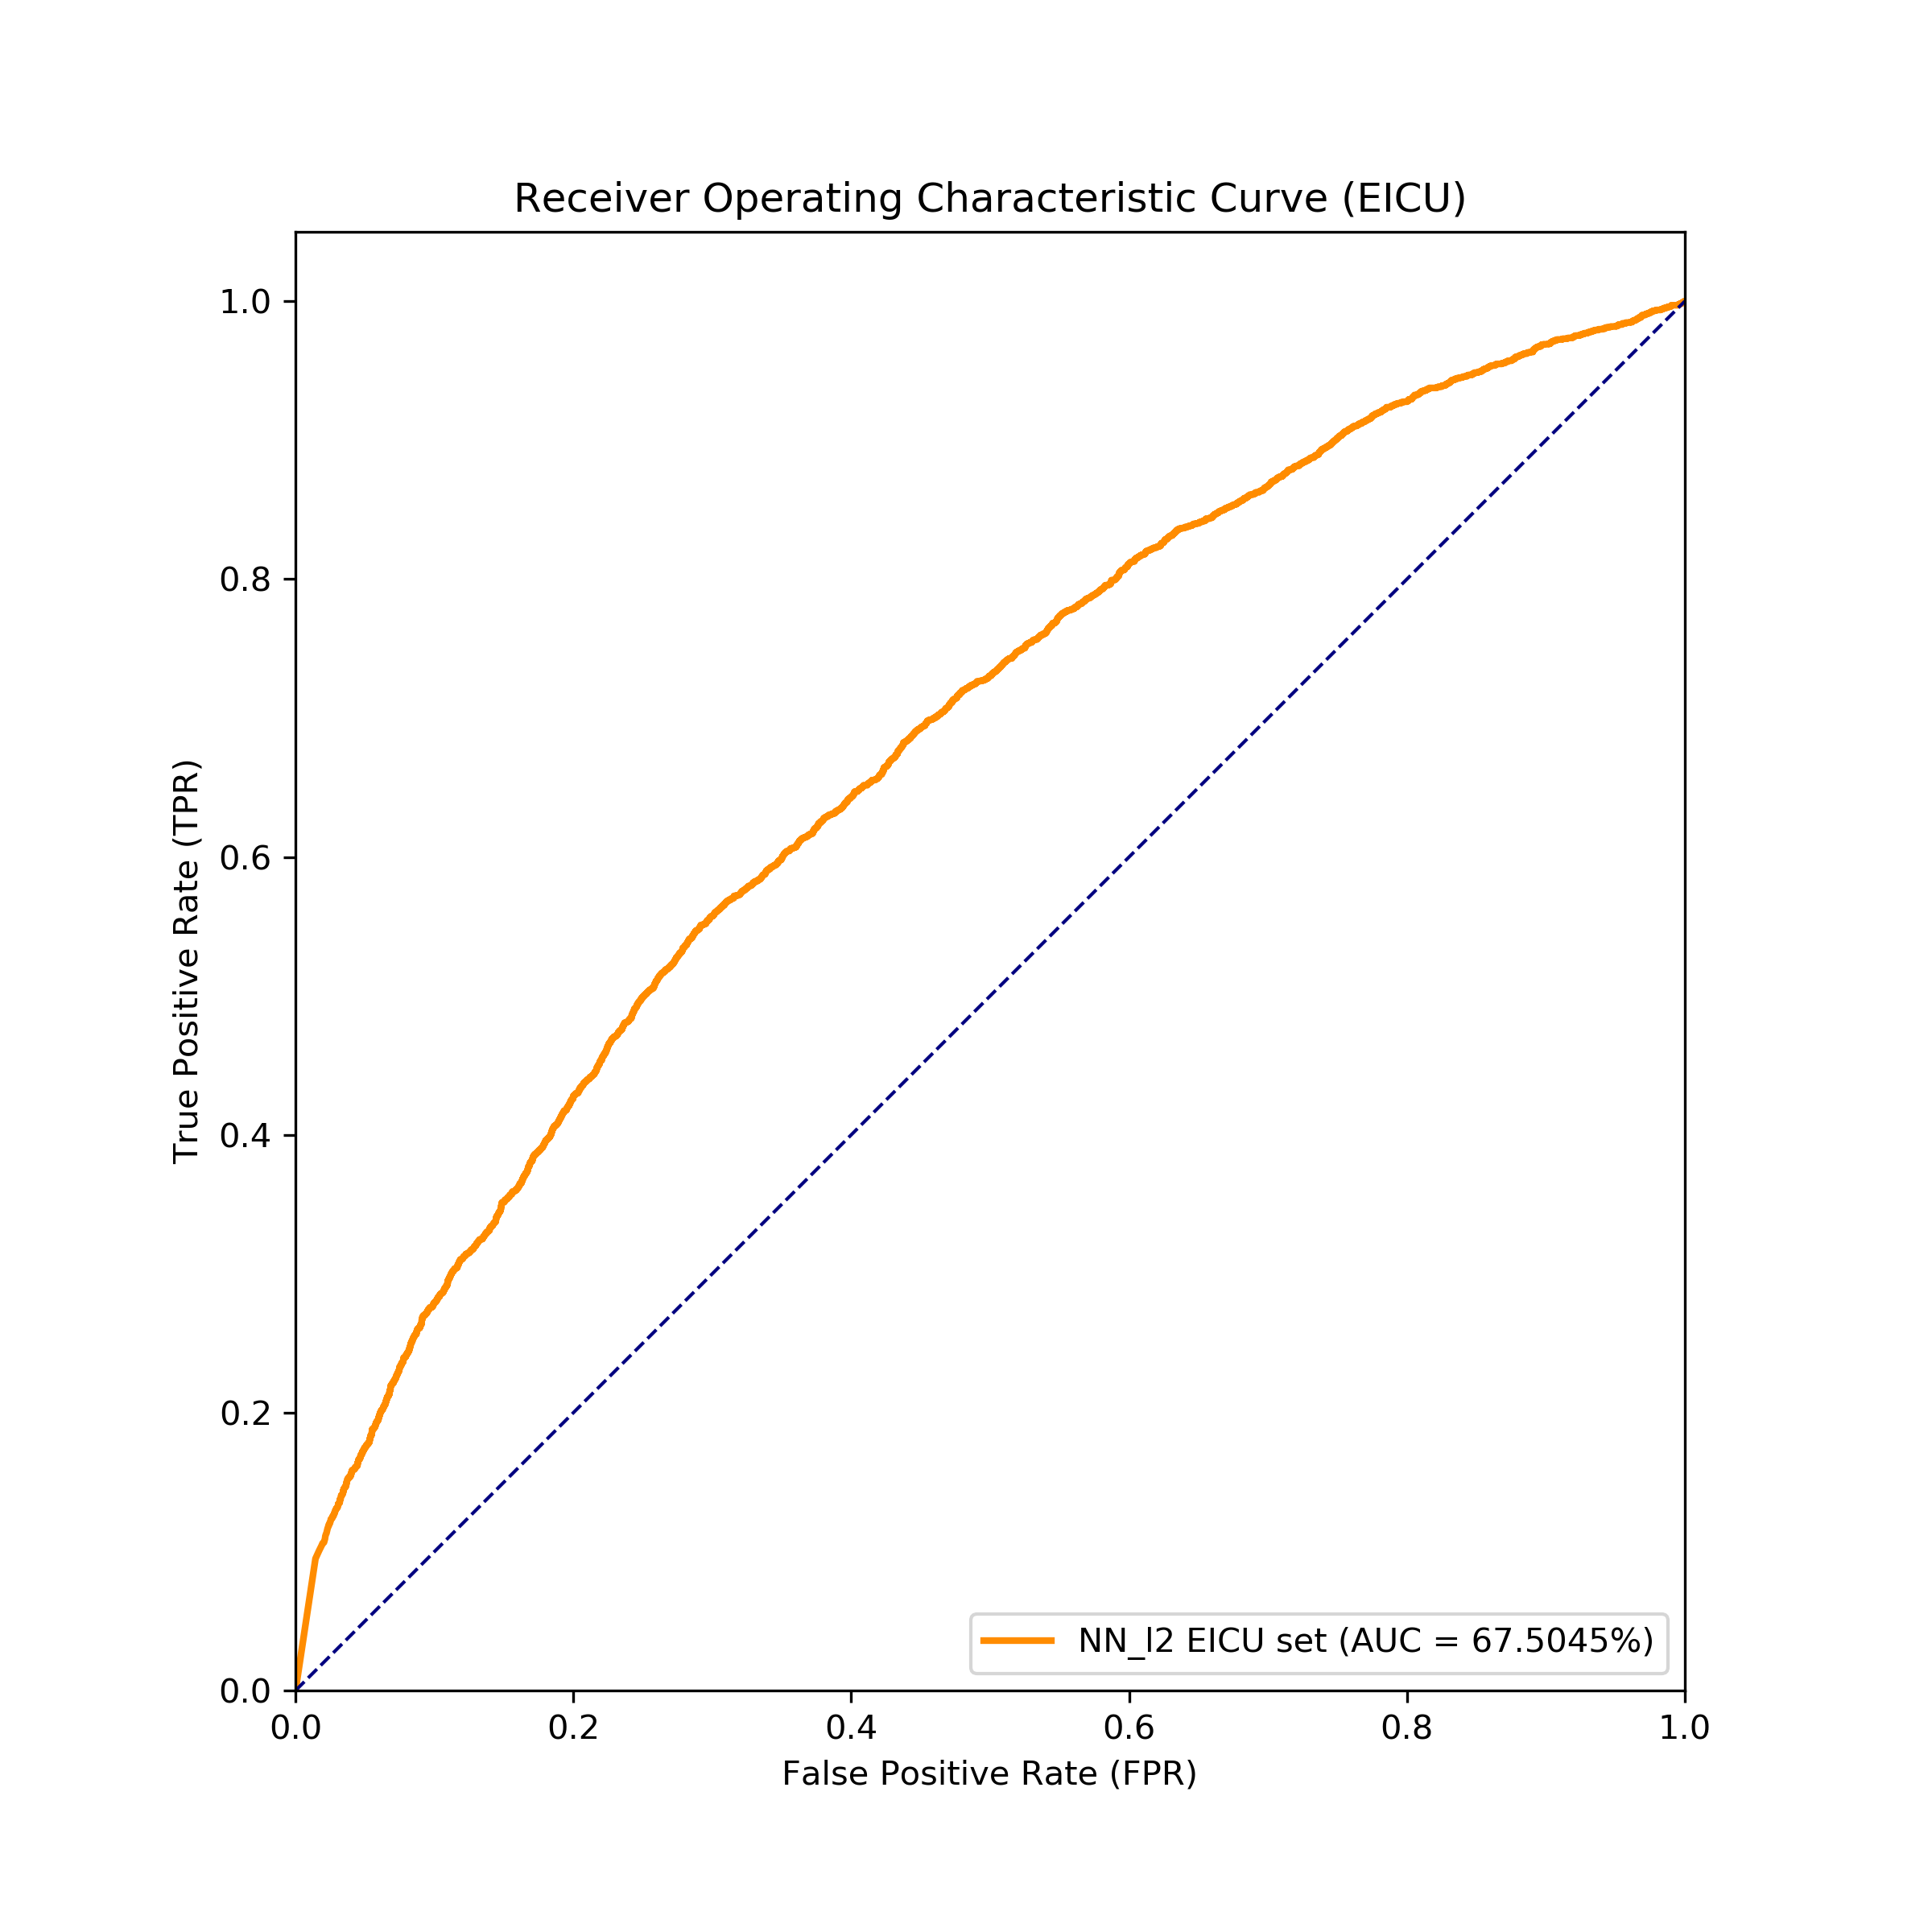 Receiver Operating Characteristic Curve (EICU)
1.0
0.8
0.6
0.4
0.2
0.0
True Positive Rate (TPR)
NN_l2 EICU set (AUC = 67.5045%)
0.0 0.2 0.4 0.6 0.8 1.0
False Positive Rate (FPR)